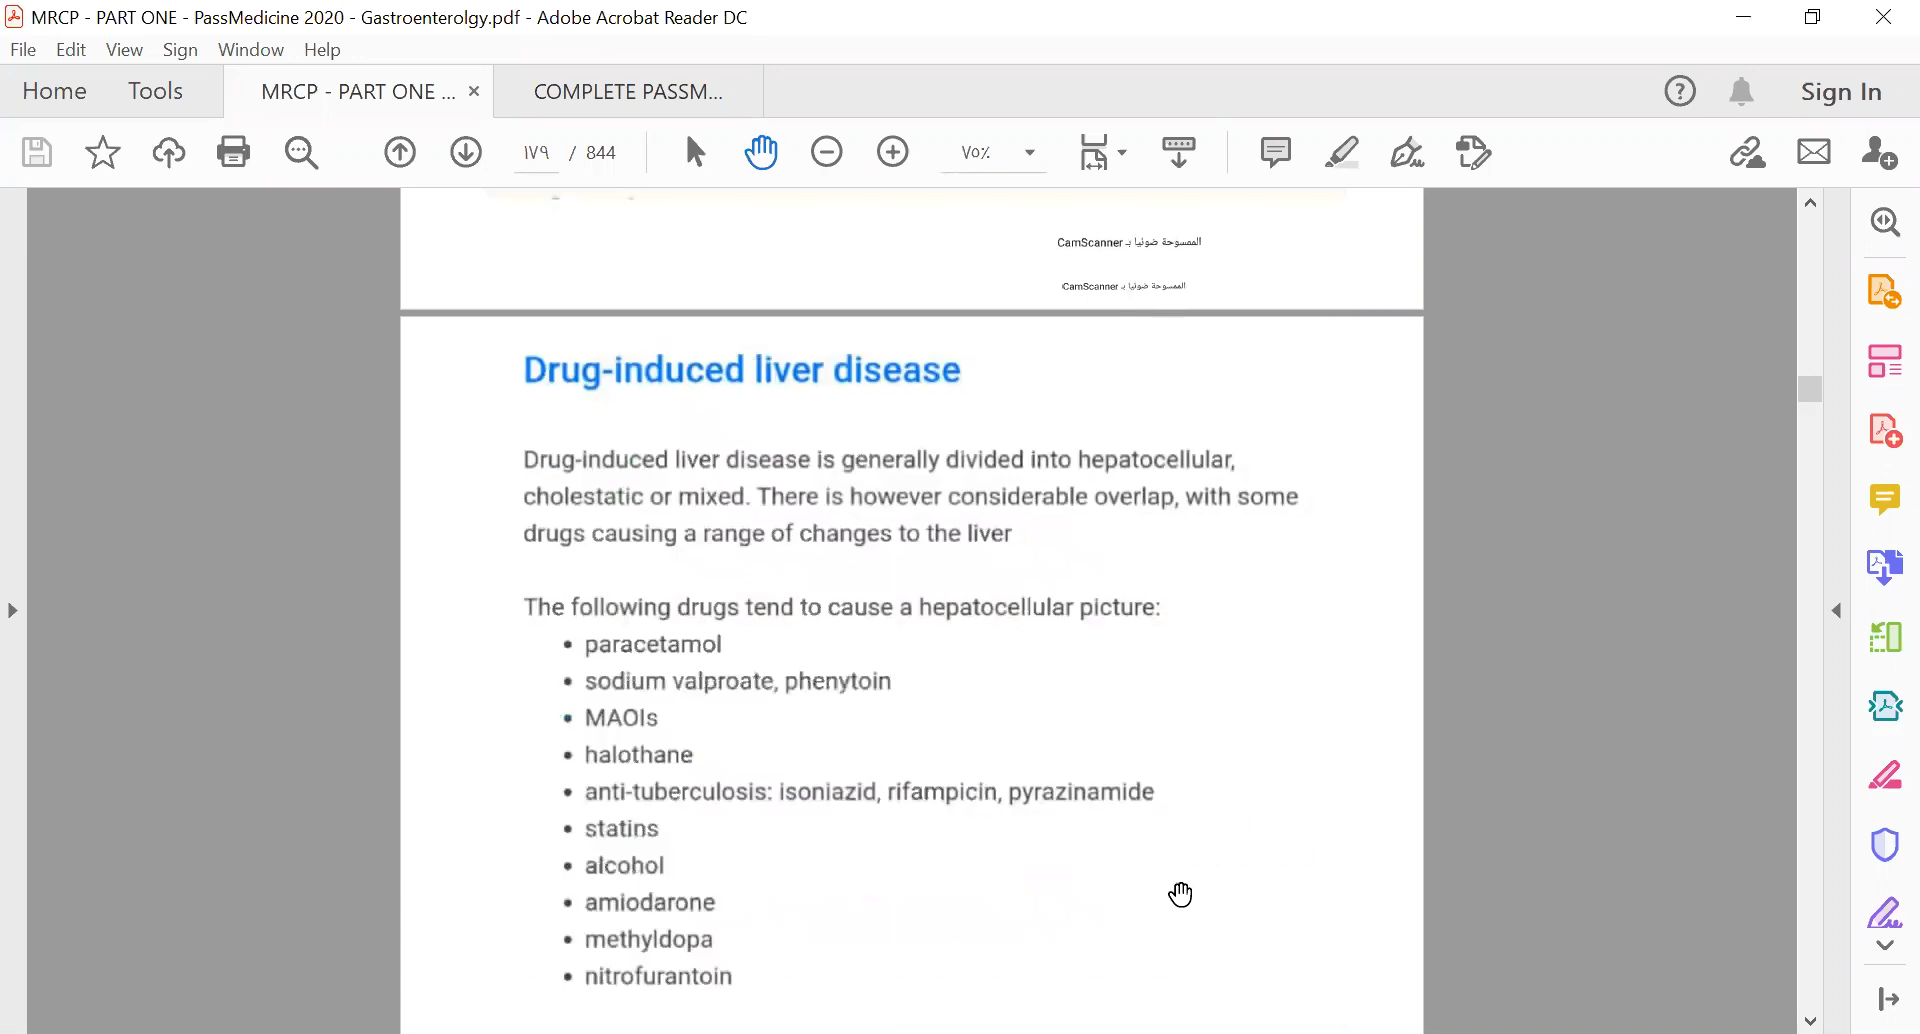 MRCP - PART ONE - PassMedicine 2020 - Gastroenterolgy.pdf - Adobe Acrobat Reader DC
File Edit View Sign Window Help
Home Tools MRCP - PART ONE ... × COMPLETE PASSM... ? Sign In
١٧٩ / 844 ٧٥٪
الممسوحة ضوئيا بـ CamScanner
الممسوحة ضوئيا بـ CamScanner
Drug-induced liver disease
Drug-induced liver disease is generally divided into hepatocellular,
cholestatic or mixed. There is however considerable overlap, with some
drugs causing a range of changes to the liver
The following drugs tend to cause a hepatocellular picture:
• paracetamol
• sodium valproate, phenytoin
• MAOIs
• halothane
• anti-tuberculosis: isoniazid, rifampicin, pyrazinamide
• statins
• alcohol
• amiodarone
• methyldopa
• nitrofurantoin